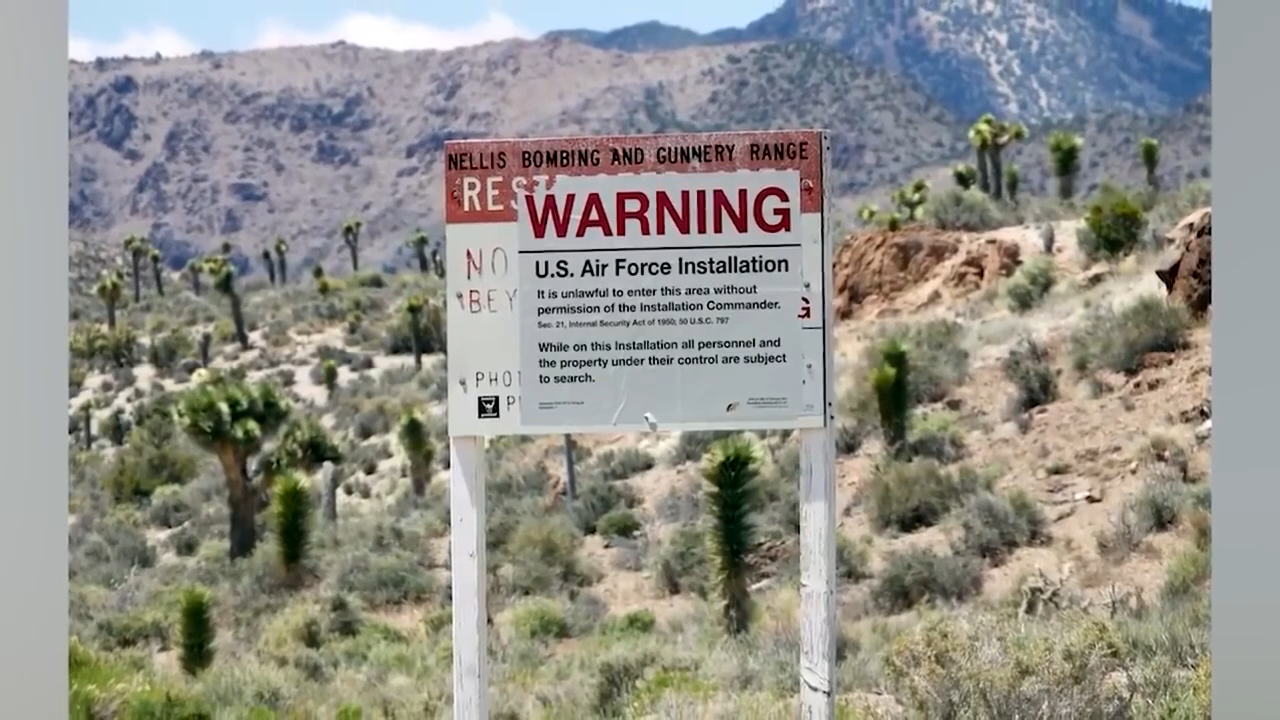 NELLIS BOMBING AND GUNNERY RANGE
WARNING
NO
U.S. Air Force Installation
It is unlawful to enter this area without
permission of the Installation Commander.
Sec. 21, Internal Security Act of 1950; 50 U.S.C. 797
While on this Installation all personnel and
the property under their control are subject
to search.